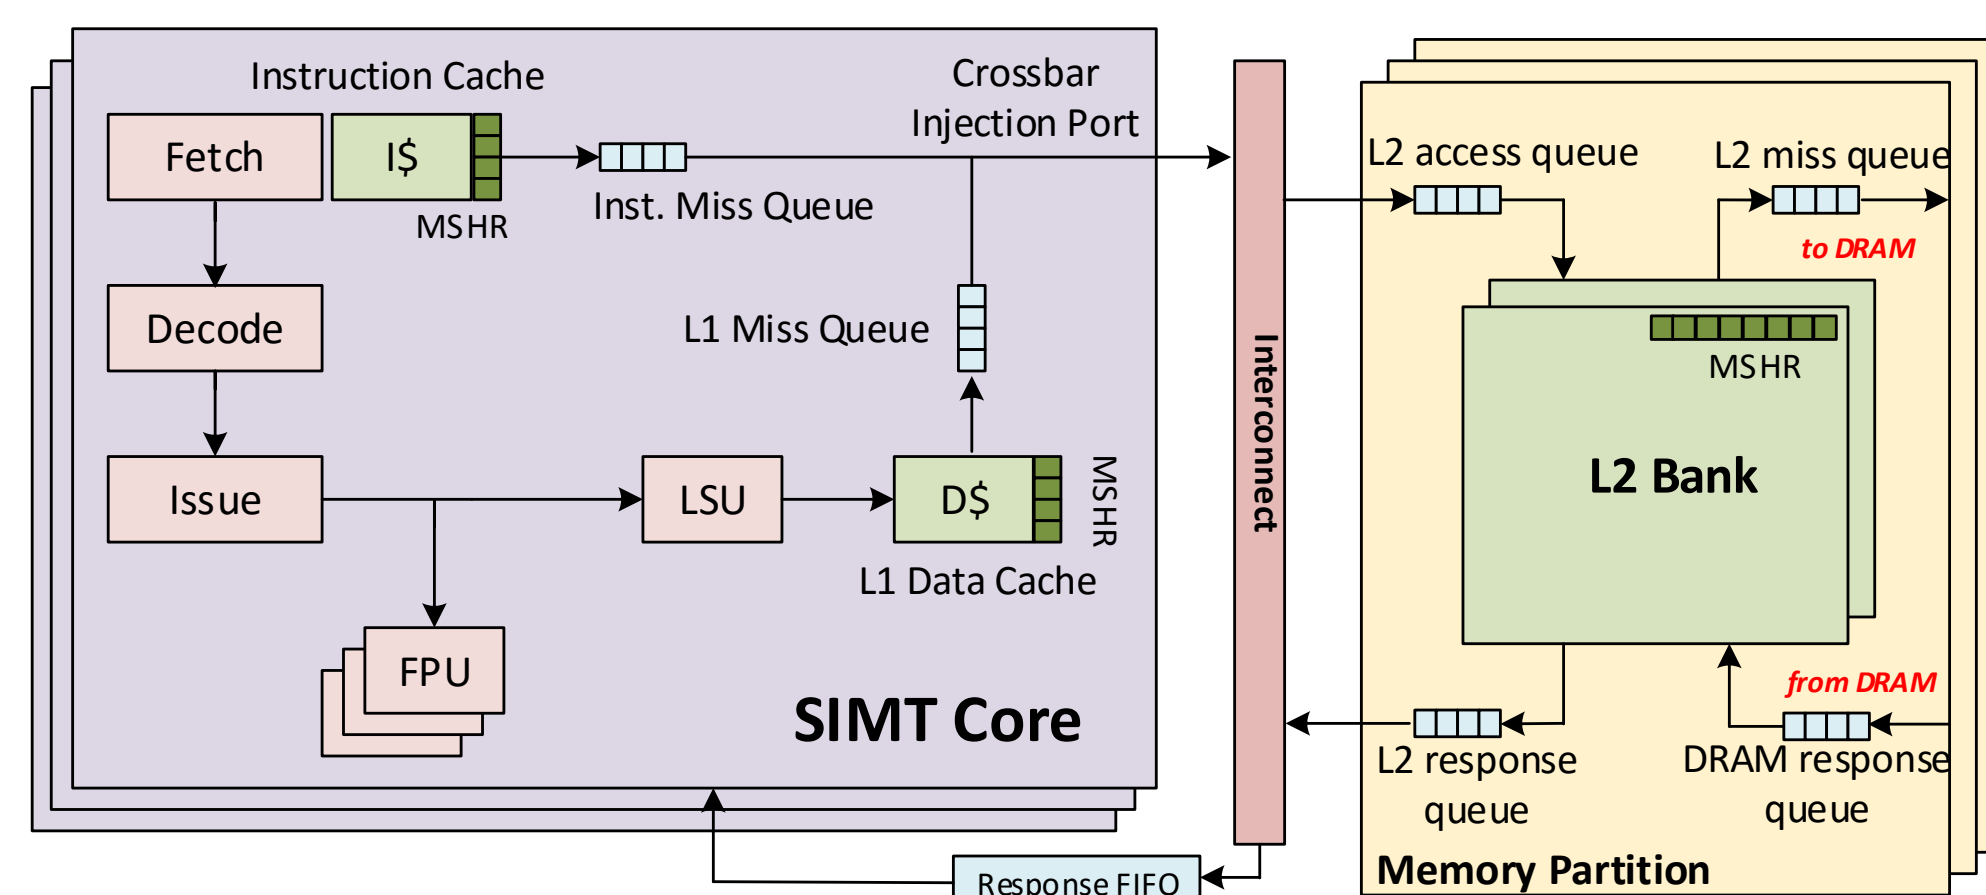 Instruction Cache
Crossbar
Injection Port
Fetch
I$
MSHR
Inst. Miss Queue
Decode
L1 Miss Queue
Issue
LSU
D$
MSHR
L1 Data Cache
FPU
SIMT Core
Interconnect
Response FIFO
L2 access queue
L2 miss queue
to DRAM
MSHR
L2 Bank
from DRAM
L2 response
queue
DRAM response
queue
Memory Partition